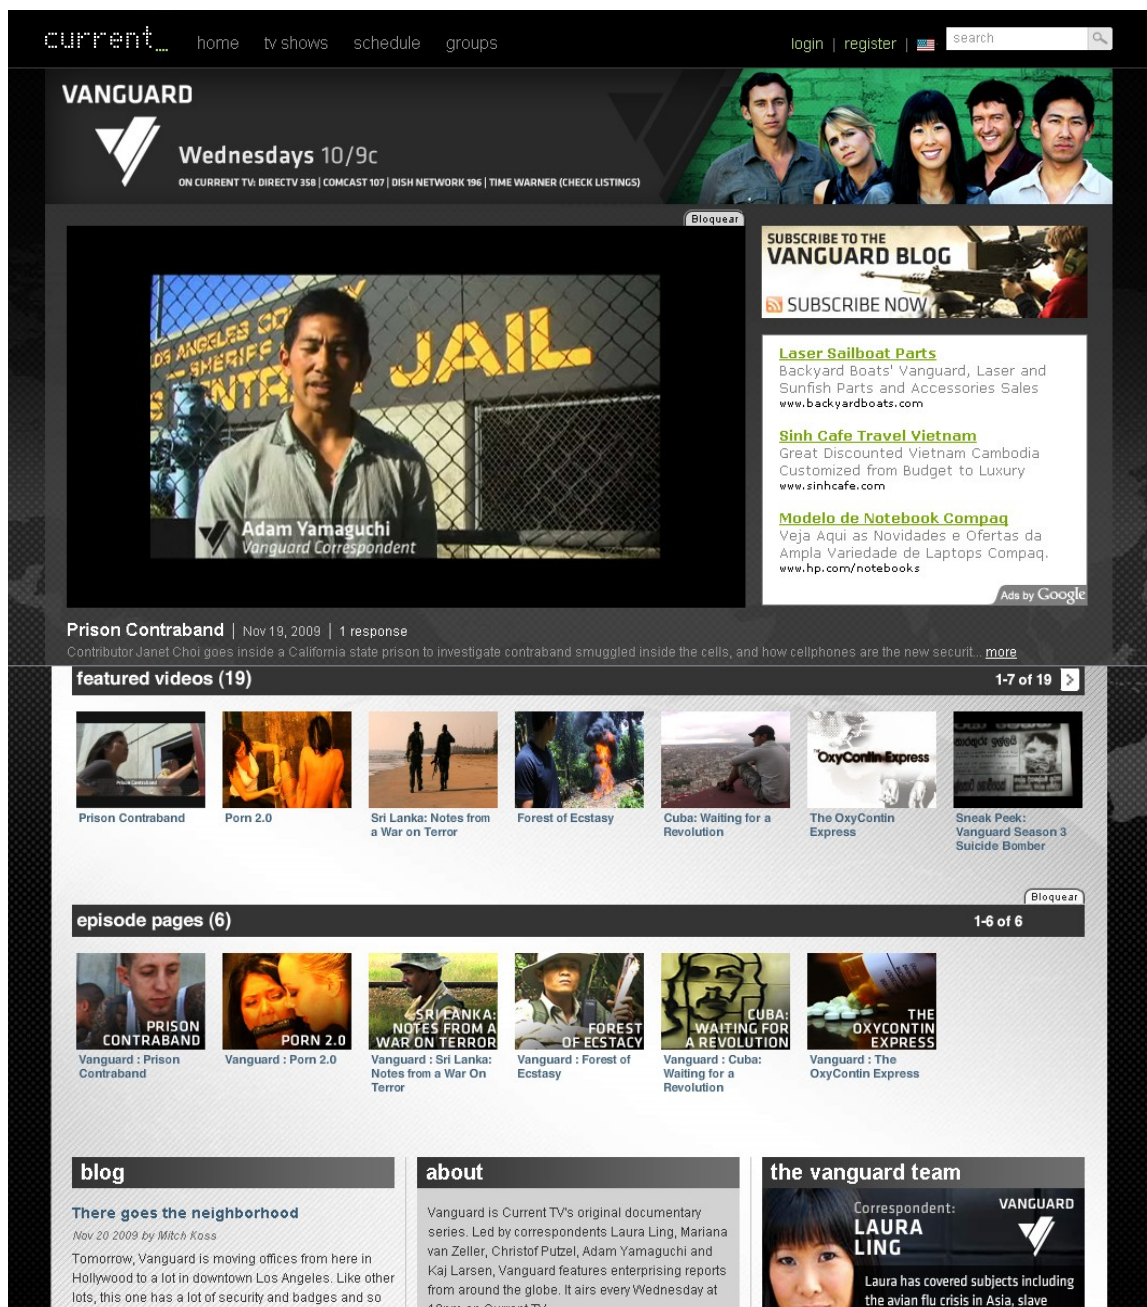 current_
home tv shows schedule groups
login | register |
search
VANGUARD
Wednesdays 10/9c
ON CURRENT TV: DIRECTV 358 | COMCAST 107 | DISH NETWORK 196 | TIME WARNER (CHECK LISTINGS)
Bloquear
LOS ANGELES CO
SHERIFF
CENTRAL JAIL
Adam Yamaguchi
Vanguard Correspondent
SUBSCRIBE TO THE
VANGUARD BLOG
SUBSCRIBE NOW
Laser Sailboat Parts
Backyard Boats' Vanguard, Laser and
Sunfish Parts and Accessories Sales
www.backyardboats.com
Sinh Cafe Travel Vietnam
Great Discounted Vietnam Cambodia
Customized from Budget to Luxury
www.sinhcafe.com
Modelo de Notebook Compaq
Veja Aqui as Novidades e Ofertas da
Ampla Variedade de Laptops Compaq.
www.hp.com/notebooks
Ads by Google
Prison Contraband | Nov 19, 2009 | 1 response
Contributor Janet Choi goes inside a California state prison to investigate contraband smuggled inside the cells, and how cellphones are the new securit... more
featured videos (19)
1-7 of 19
Prison Contraband
The OxyContin Express
Prison Contraband
Porn 2.0
Sri Lanka: Notes from
a War on Terror
Forest of Ecstasy
Cuba: Waiting for a
Revolution
The OxyContin
Express
Sneak Peek:
Vanguard Season 3
Suicide Bomber
Bloquear
episode pages (6)
1-6 of 6
PRISON
CONTRABAND
PORN 2.0
SRI LANKA:
NOTES FROM A
WAR ON TERROR
FOREST
OF ECSTACY
CUBA:
WAITING FOR
A REVOLUTION
THE
OXYCONTIN
EXPRESS
Vanguard : Prison
Contraband
Vanguard : Porn 2.0
Vanguard : Sri Lanka:
Notes from a War On
Terror
Vanguard : Forest of
Ecstasy
Vanguard : Cuba:
Waiting for a
Revolution
Vanguard : The
OxyContin Express
blog
There goes the neighborhood
Nov 20 2009 by Mitch Koss
Tomorrow, Vanguard is moving offices from here in
Hollywood to a lot in downtown Los Angeles. Like other
lots, this one has a lot of security and badges and so
about
Vanguard is Current TV's original documentary
series. Led by correspondents Laura Ling, Mariana
van Zeller, Christof Putzel, Adam Yamaguchi and
Kaj Larsen, Vanguard features enterprising reports
from around the globe. It airs every Wednesday at
the vanguard team
Correspondent:
LAURA
LING
VANGUARD
Laura has covered subjects including
the avian flu crisis in Asia, slave